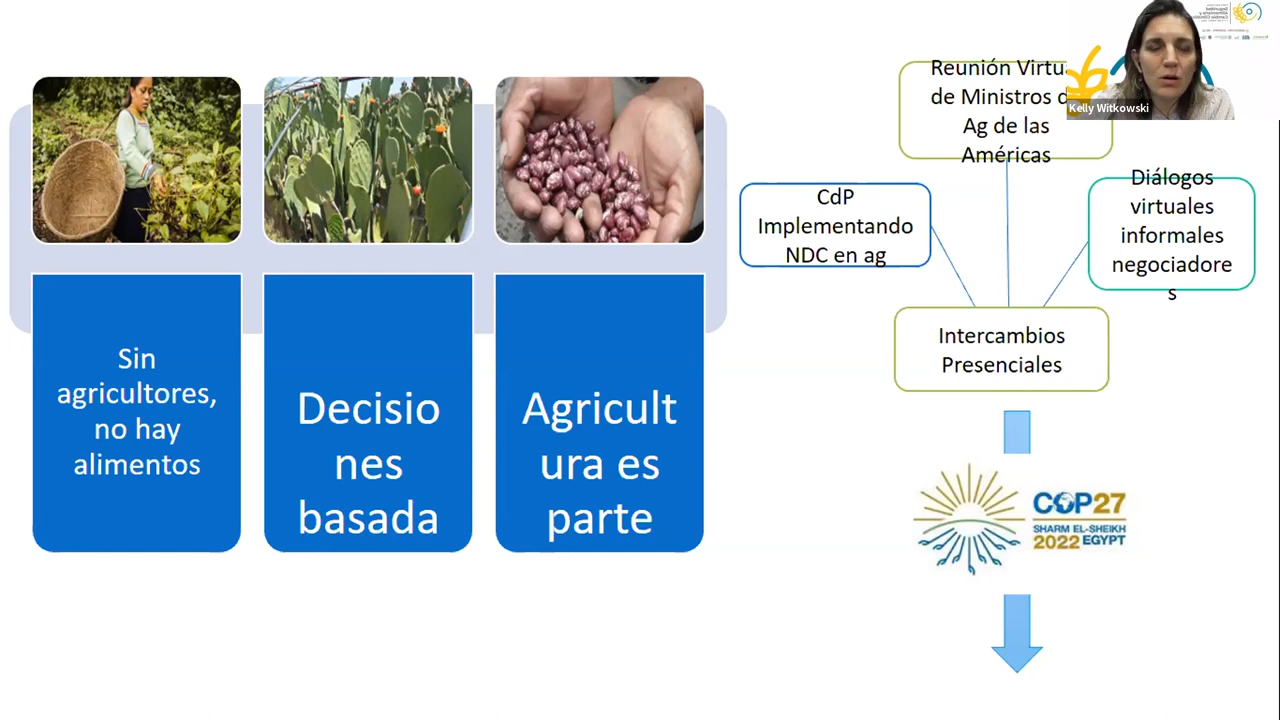 Sin
agricultores,
no hay
alimentos
Decisio
nes
basada
Agricult
ura es
parte
Reunión Virtu
de Ministros d
Ag de las
Américas
Kelly Witkowski
CdP
Implementando
NDC en ag
Diálogos
virtuales
informales
negociadore
s
Intercambios
Presenciales
COP27
SHARM EL-SHEIKH
2022 EGYPT